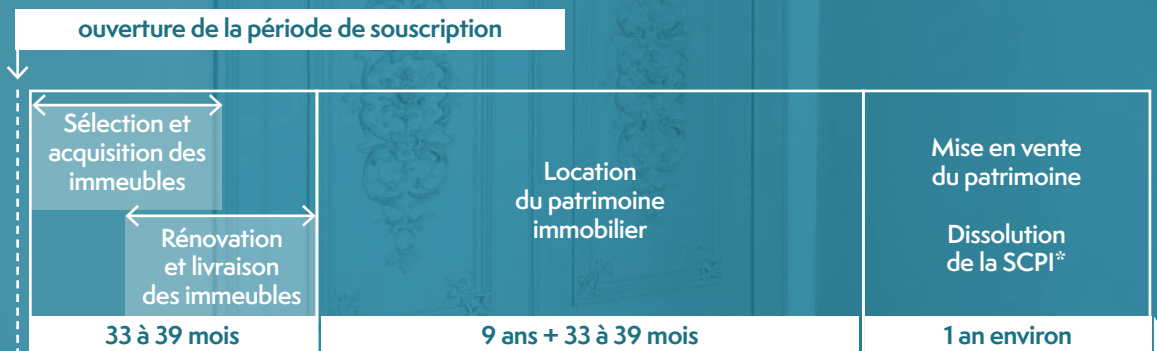 ouverture de la période de souscription
Sélection et
acquisition des
immeubles
Rénovation
et livraison
des immeubles
Location
du patrimoine
immobilier
Mise en vente
du patrimoine
Dissolution
de la SCPI*
33 à 39 mois
9 ans + 33 à 39 mois
1 an environ